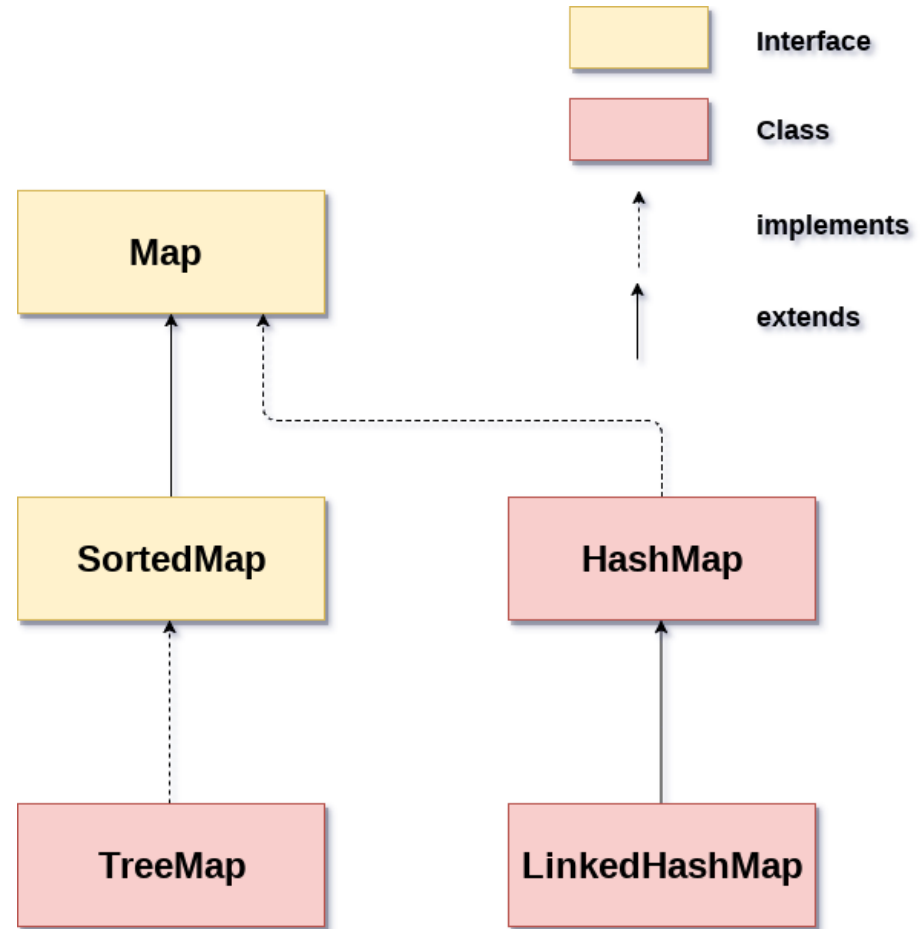 Interface
Class
implements
extends
Map
SortedMap
HashMap
TreeMap
LinkedHashMap